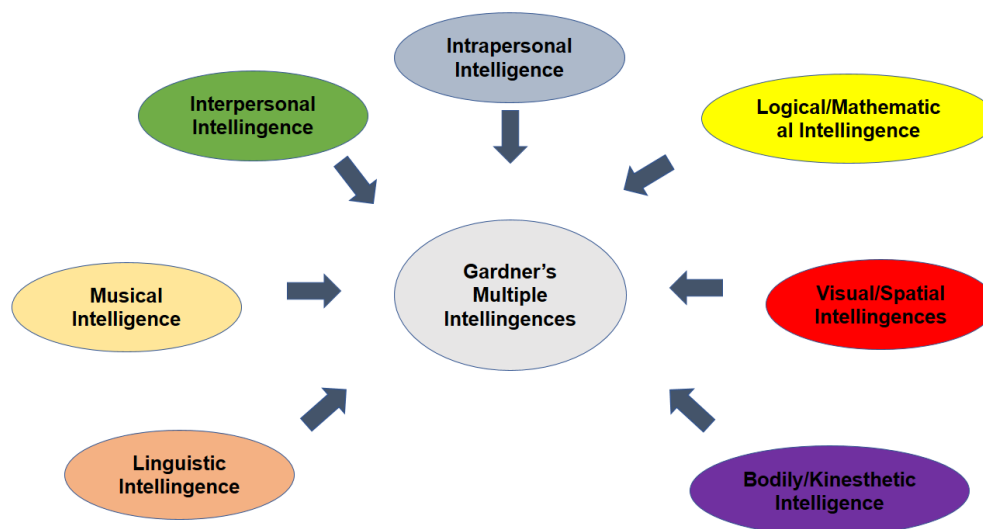 Intrapersonal
Intelligence
Interpersonal
Intellingence
Logical/Mathematic
al Intellingence
Gardner’s
Multiple
Intellingences
Musical
Intelligence
Visual/Spatial
Intellingences
Linguistic
Intellingence
Bodily/Kinesthetic
Intelligence